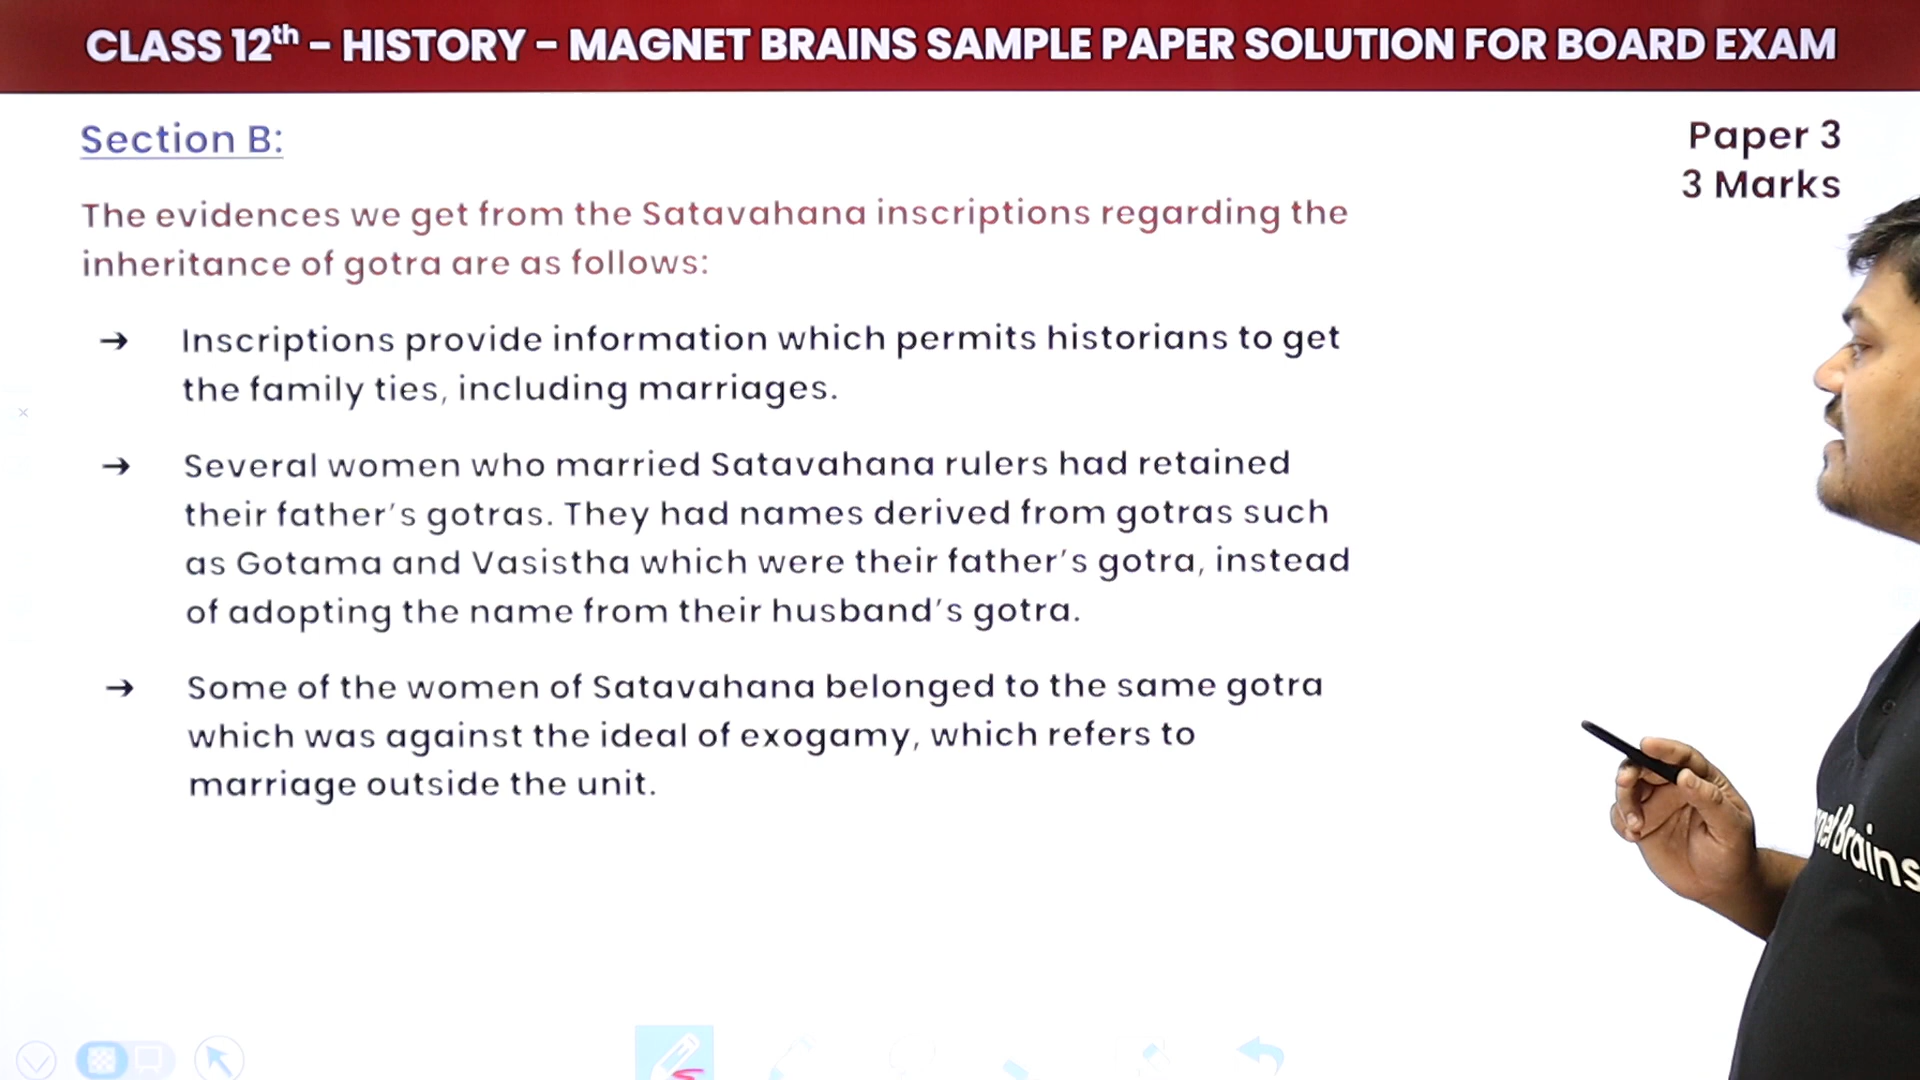 CLASS 12th – HISTORY – MAGNET BRAINS SAMPLE PAPER SOLUTION FOR BOARD EXAM
Section B:
Paper 3
3 Marks
The evidences we get from the Satavahana inscriptions regarding the
inheritance of gotra are as follows:
→ Inscriptions provide information which permits historians to get
the family ties, including marriages.
→ Several women who married Satavahana rulers had retained
their father's gotras. They had names derived from gotras such
as Gotama and Vasistha which were their father's gotra, instead
of adopting the name from their husband's gotra.
→ Some of the women of Satavahana belonged to the same gotra
which was against the ideal of exogamy, which refers to
marriage outside the unit.
Brains